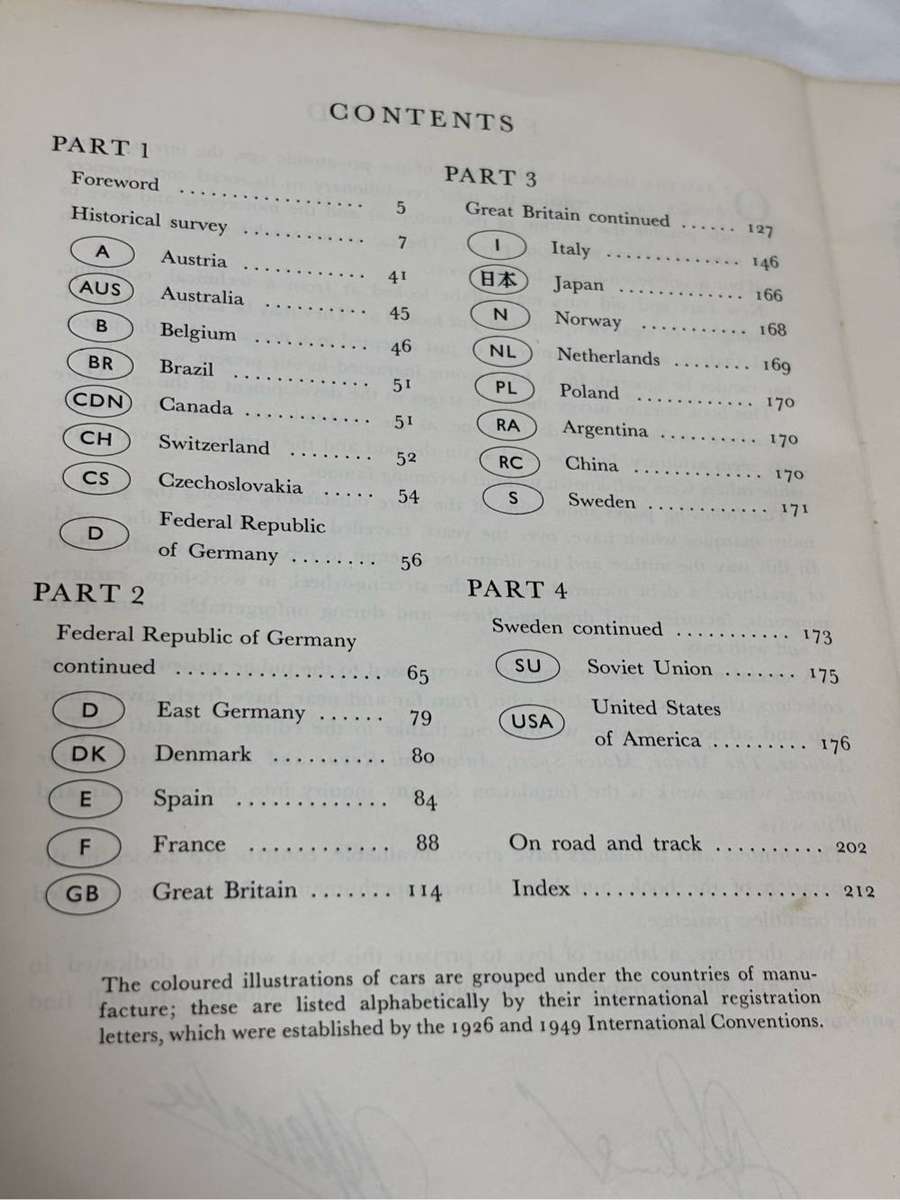 CONTENTS
PART 1
Foreword .................. 5
Historical survey ............ 7
A Austria ............ 41
AUS Australia .......... 45
B Belgium ........... 46
BR Brazil ............. 51
CDN Canada ............ 51
CH Switzerland ........ 52
CS Czechoslovakia ..... 54
D Federal Republic
of Germany ........ 56
PART 2
Federal Republic of Germany
continued .................. 65
D East Germany ...... 79
DK Denmark .......... 80
E Spain ............. 84
F France ............ 88
GB Great Britain ....... 114
PART 3
Great Britain continued ...... 127
I Italy ............. 146
日本 Japan ............ 166
N Norway ........... 168
NL Netherlands ........ 169
PL Poland ............ 170
RA Argentina .......... 170
RC China ............. 170
S Sweden ............ 171
PART 4
Sweden continued ........... 173
SU Soviet Union ....... 175
USA United States
of America ......... 176
On road and track .......... 202
Index ....................... 212
The coloured illustrations of cars are grouped under the countries of manu-
facture; these are listed alphabetically by their international registration
letters, which were established by the 1926 and 1949 International Conventions.